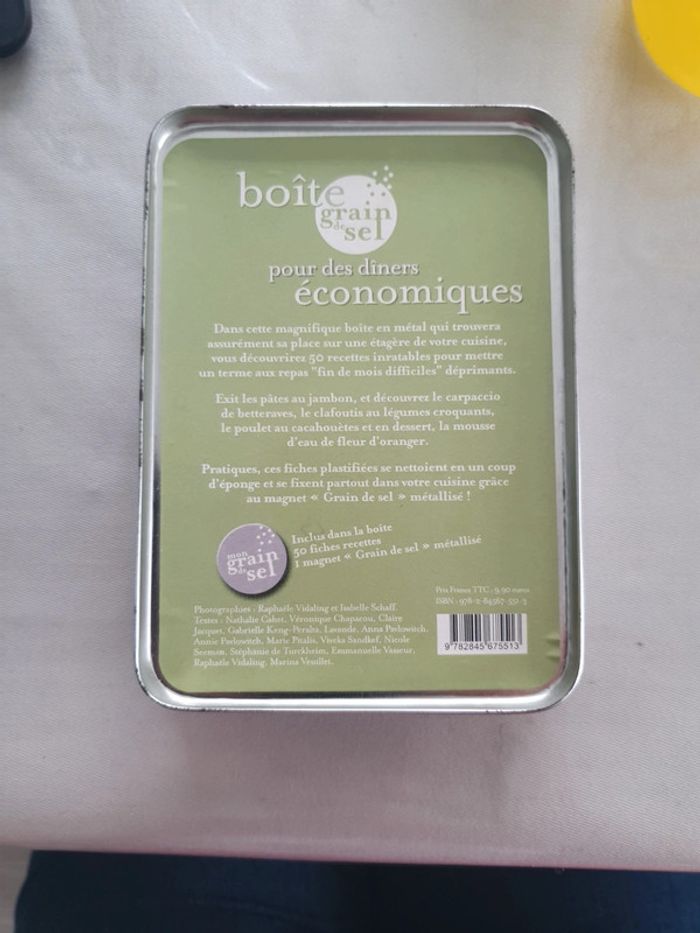 boîte
grain
de
sel
pour des dîners
économiques
Dans cette magnifique boîte en métal qui trouvera
assurément sa place sur une étagère de votre cuisine,
vous découvrirez 50 recettes inratables pour mettre
un terme aux repas "fin de mois difficiles" déprimants.
Exit les pâtes au jambon, et découvrez le carpaccio
de betteraves, le clafoutis au légumes croquants,
le poulet au cacahouètes et en dessert, la mousse
d'eau de fleur d'oranger.
Pratiques, ces fiches plastifiées se nettoient en un coup
d'éponge et se fixent partout dans votre cuisine grâce
au magnet « Grain de sel » métallisé !
mon
grain
de
sel
Inclus dans la boîte
50 fiches recettes
1 magnet « Grain de sel » métallisé
Photographies : Raphaële Vidaling et Isabelle Schaff.
Textes : Nathalie Cahet, Véronique Chapacou, Claire
Jacquet, Gabrielle Keng-Peralta, Lavande, Anna Pavlowitch,
Annie Pavlowitch, Marie Pitalis, Viveka Sandklef, Nicole
Seeman, Stéphanie de Turckheim, Emmanuelle Vasseur,
Raphaële Vidaling, Marina Veuillet.
Prix France TTC : 9,90 euros
ISBN : 978-2-84567-551-3
9 782845 675513